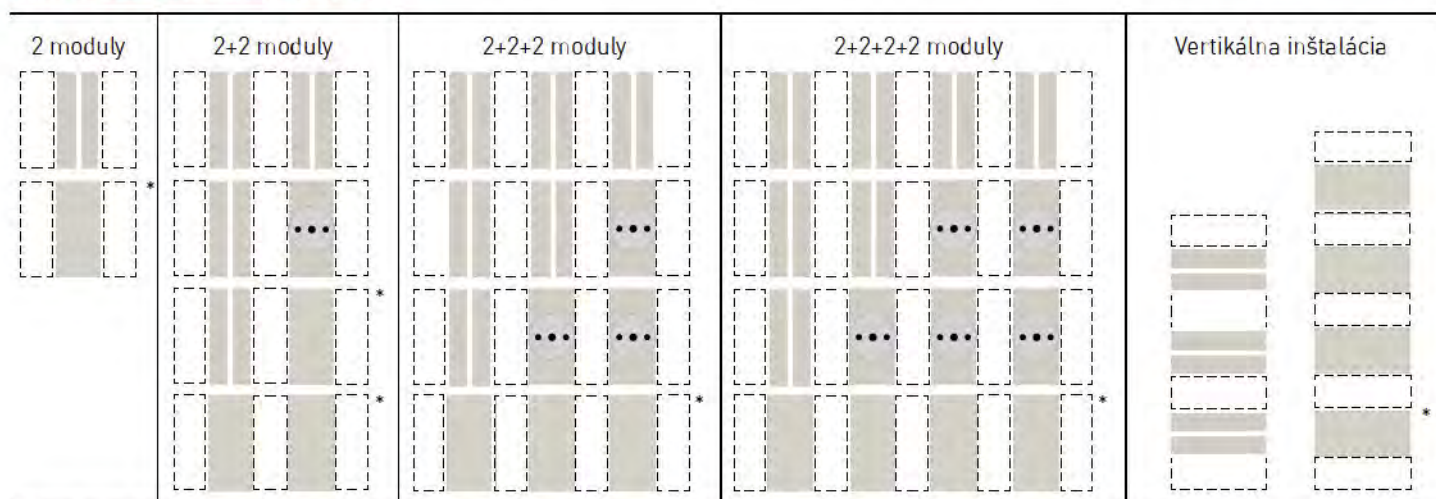 2 moduly
2+2 moduly
2+2+2 moduly
2+2+2+2 moduly
Vertikálna inštalácia
*
*
*
*
*
*